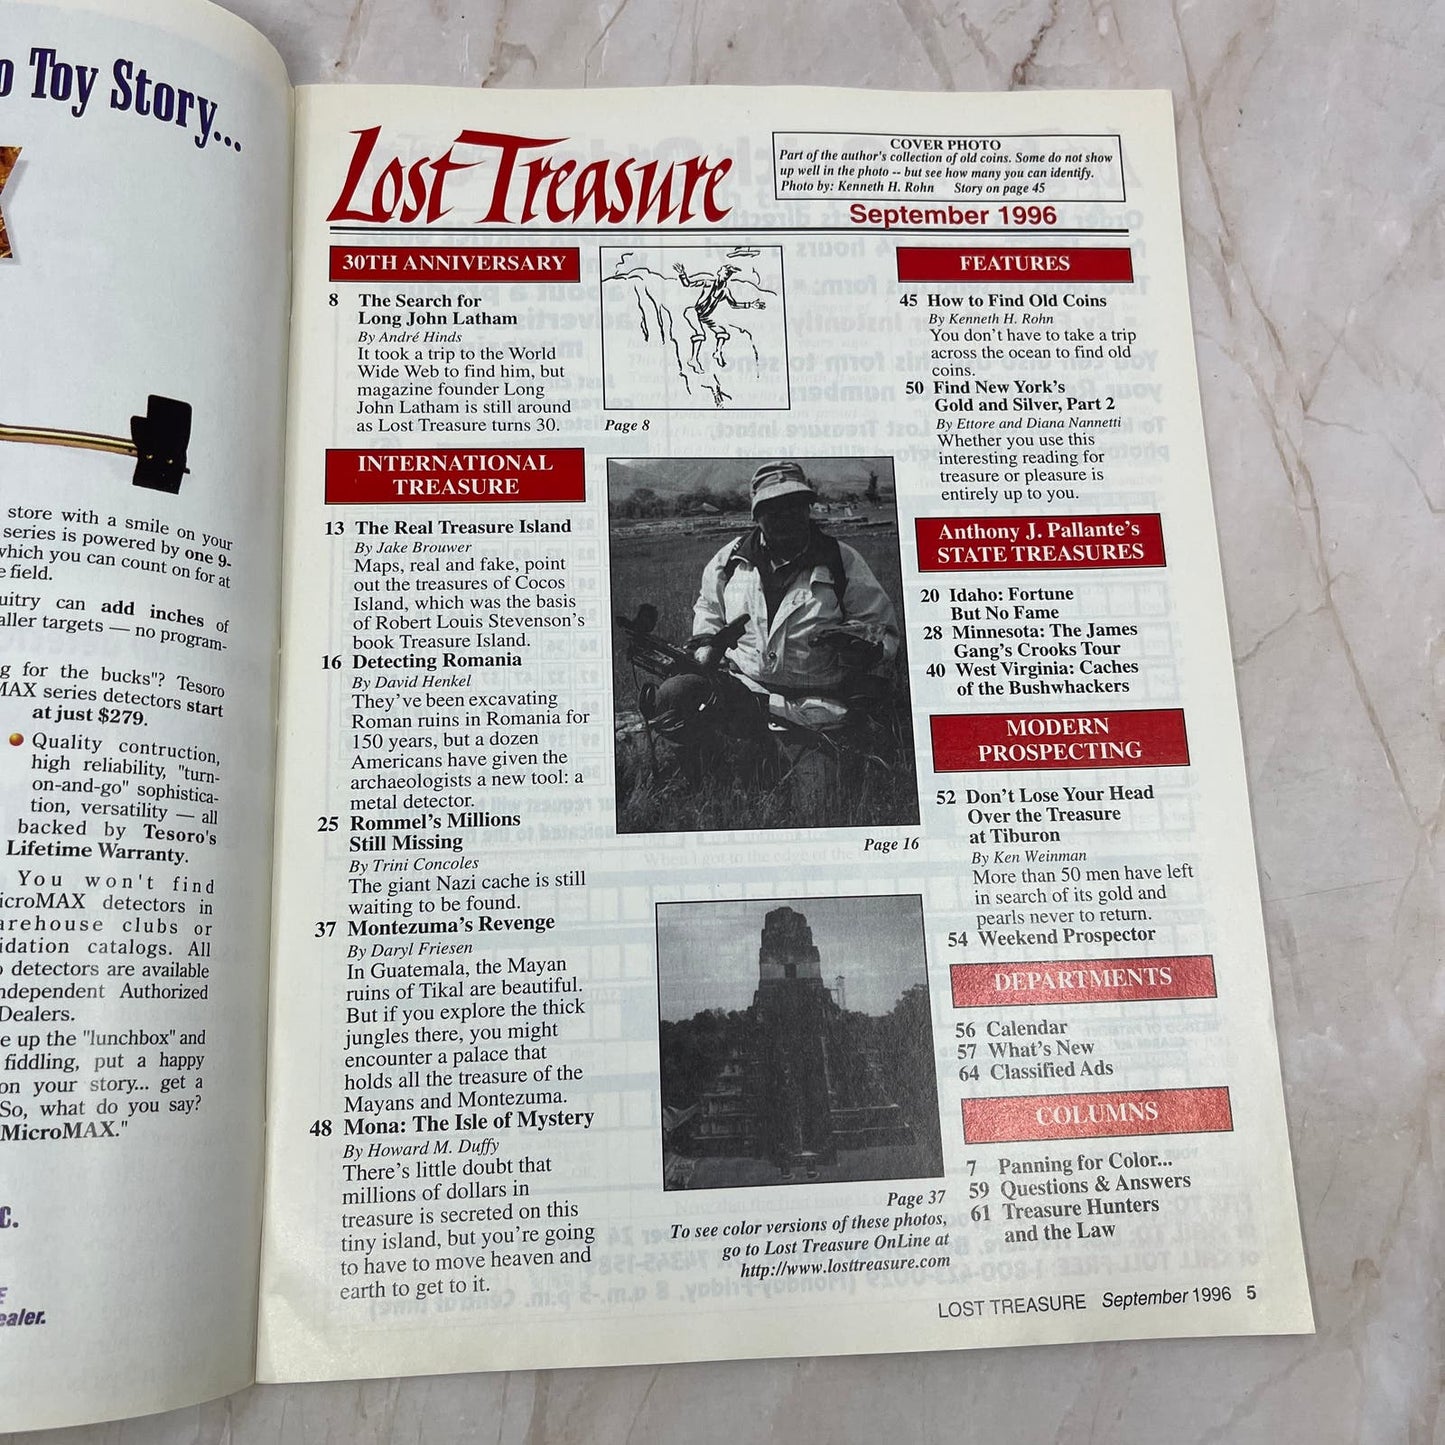 o Toy Story...
store with a smile on your
series is powered by one 9-
which you can count on for at
e field.
uitry can add inches of
aller targets — no program-
g for the bucks"? Tesoro
MAX series detectors start
at just $279.
Quality contruction,
high reliability, "turn-
on-and-go" sophistica-
tion, versatility — all
backed by Tesoro's
Lifetime Warranty.
You won't find
icroMAX detectors in
arehouse clubs or
idation catalogs. All
o detectors are available
ndependent Authorized
Dealers.
e up the "lunchbox" and
fiddling, put a happy
on your story... get a
So, what do you say?
MicroMAX."
c.
E
ealer.
Lost Treasure
COVER PHOTO
Part of the author's collection of old coins. Some do not show
up well in the photo -- but see how many you can identify.
Photo by: Kenneth H. Rohn Story on page 45
September 1996
30TH ANNIVERSARY
8 The Search for
Long John Latham
By André Hinds
It took a trip to the World
Wide Web to find him, but
magazine founder Long
John Latham is still around
as Lost Treasure turns 30.
Page 8
INTERNATIONAL
TREASURE
13 The Real Treasure Island
By Jake Brouwer
Maps, real and fake, point
out the treasures of Cocos
Island, which was the basis
of Robert Louis Stevenson's
book Treasure Island.
16 Detecting Romania
By David Henkel
They've been excavating
Roman ruins in Romania for
150 years, but a dozen
Americans have given the
archaeologists a new tool: a
metal detector.
25 Rommel's Millions
Still Missing
By Trini Concoles
The giant Nazi cache is still
waiting to be found.
37 Montezuma's Revenge
By Daryl Friesen
In Guatemala, the Mayan
ruins of Tikal are beautiful.
But if you explore the thick
jungles there, you might
encounter a palace that
holds all the treasure of the
Mayans and Montezuma.
48 Mona: The Isle of Mystery
By Howard M. Duffy
There's little doubt that
millions of dollars in
treasure is secreted on this
tiny island, but you're going
to have to move heaven and
earth to get to it.
Page 16
Page 37
To see color versions of these photos,
go to Lost Treasure OnLine at
http://www.losttreasure.com
FEATURES
45 How to Find Old Coins
By Kenneth H. Rohn
You don't have to take a trip
across the ocean to find old
coins.
50 Find New York's
Gold and Silver, Part 2
By Ettore and Diana Nannetti
Whether you use this
interesting reading for
treasure or pleasure is
entirely up to you.
Anthony J. Pallante's
STATE TREASURES
20 Idaho: Fortune
But No Fame
28 Minnesota: The James
Gang's Crooks Tour
40 West Virginia: Caches
of the Bushwhackers
MODERN
PROSPECTING
52 Don't Lose Your Head
Over the Treasure
at Tiburon
By Ken Weinman
More than 50 men have left
in search of its gold and
pearls never to return.
54 Weekend Prospector
DEPARTMENTS
56 Calendar
57 What's New
64 Classified Ads
COLUMNS
7 Panning for Color...
59 Questions & Answers
61 Treasure Hunters
and the Law
LOST TREASURE September 1996 5